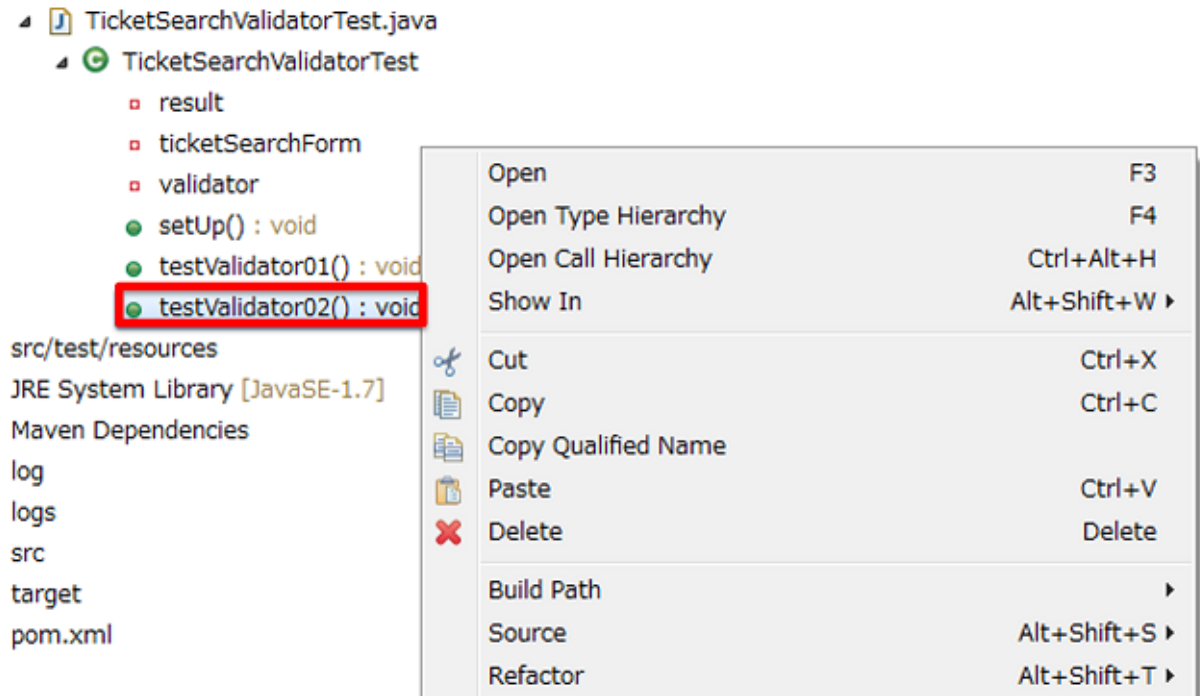 TicketSearchValidatorTest.java
TicketSearchValidatorTest
result
ticketSearchForm
validator
setUp() : void
testValidator01() : void
testValidator02() : void
src/test/resources
JRE System Library [JavaSE-1.7]
Maven Dependencies
log
logs
src
target
pom.xml
Open F3
Open Type Hierarchy F4
Open Call Hierarchy Ctrl+Alt+H
Show In Alt+Shift+W
Cut Ctrl+X
Copy Ctrl+C
Copy Qualified Name
Paste Ctrl+V
Delete Delete
Build Path
Source Alt+Shift+S
Refactor Alt+Shift+T